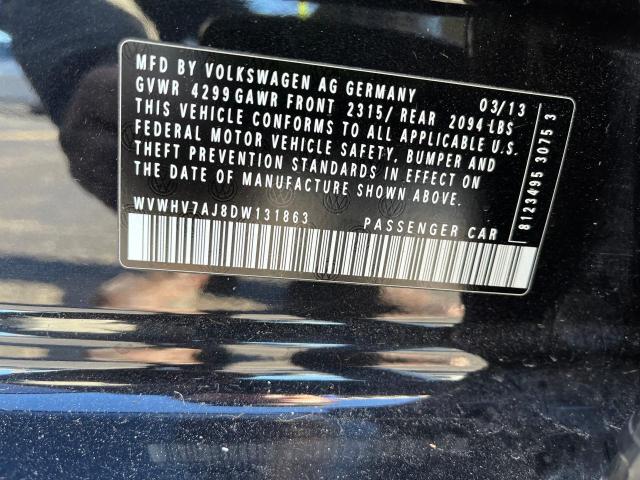 MFD BY VOLKSWAGEN AG GERMANY 03/13
GVWR 4299 GAWR FRONT 2315/ REAR 2094 LBS
THIS VEHICLE CONFORMS TO ALL APPLICABLE U.S.
FEDERAL MOTOR VEHICLE SAFETY, BUMPER AND
THEFT PREVENTION STANDARDS IN EFFECT ON
THE DATE OF MANUFACTURE SHOWN ABOVE.
WVWHV7AJ8DW131863 PASSENGER CAR
8123495 3075 3